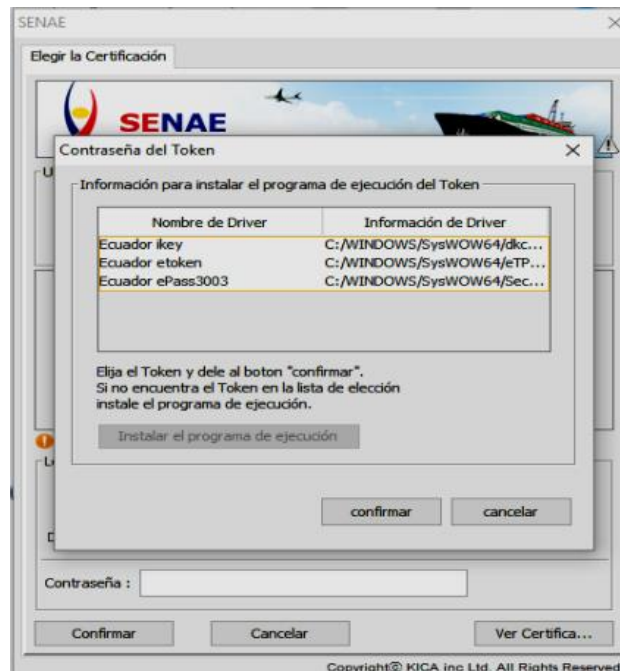 SENAE
Elegir la Certificación
SENAE
Contraseña del Token
U
Información para instalar el programa de ejecución del Token
Nombre de Driver Información de Driver
Ecuador ikey C:/WINDOWS/SysWOW64/dkc...
Ecuador etoken C:/WINDOWS/SysWOW64/eTP...
Ecuador ePass3003 C:/WINDOWS/SysWOW64/Sec...
Elija el Token y dele al boton "confirmar".
Si no encuentra el Token en la lista de elección
instale el programa de ejecución.
Instalar el programa de ejecución
confirmar cancelar
Contraseña :
Confirmar Cancelar Ver Certifica...
Copyright© KICA inc Ltd. All Rights Reserved